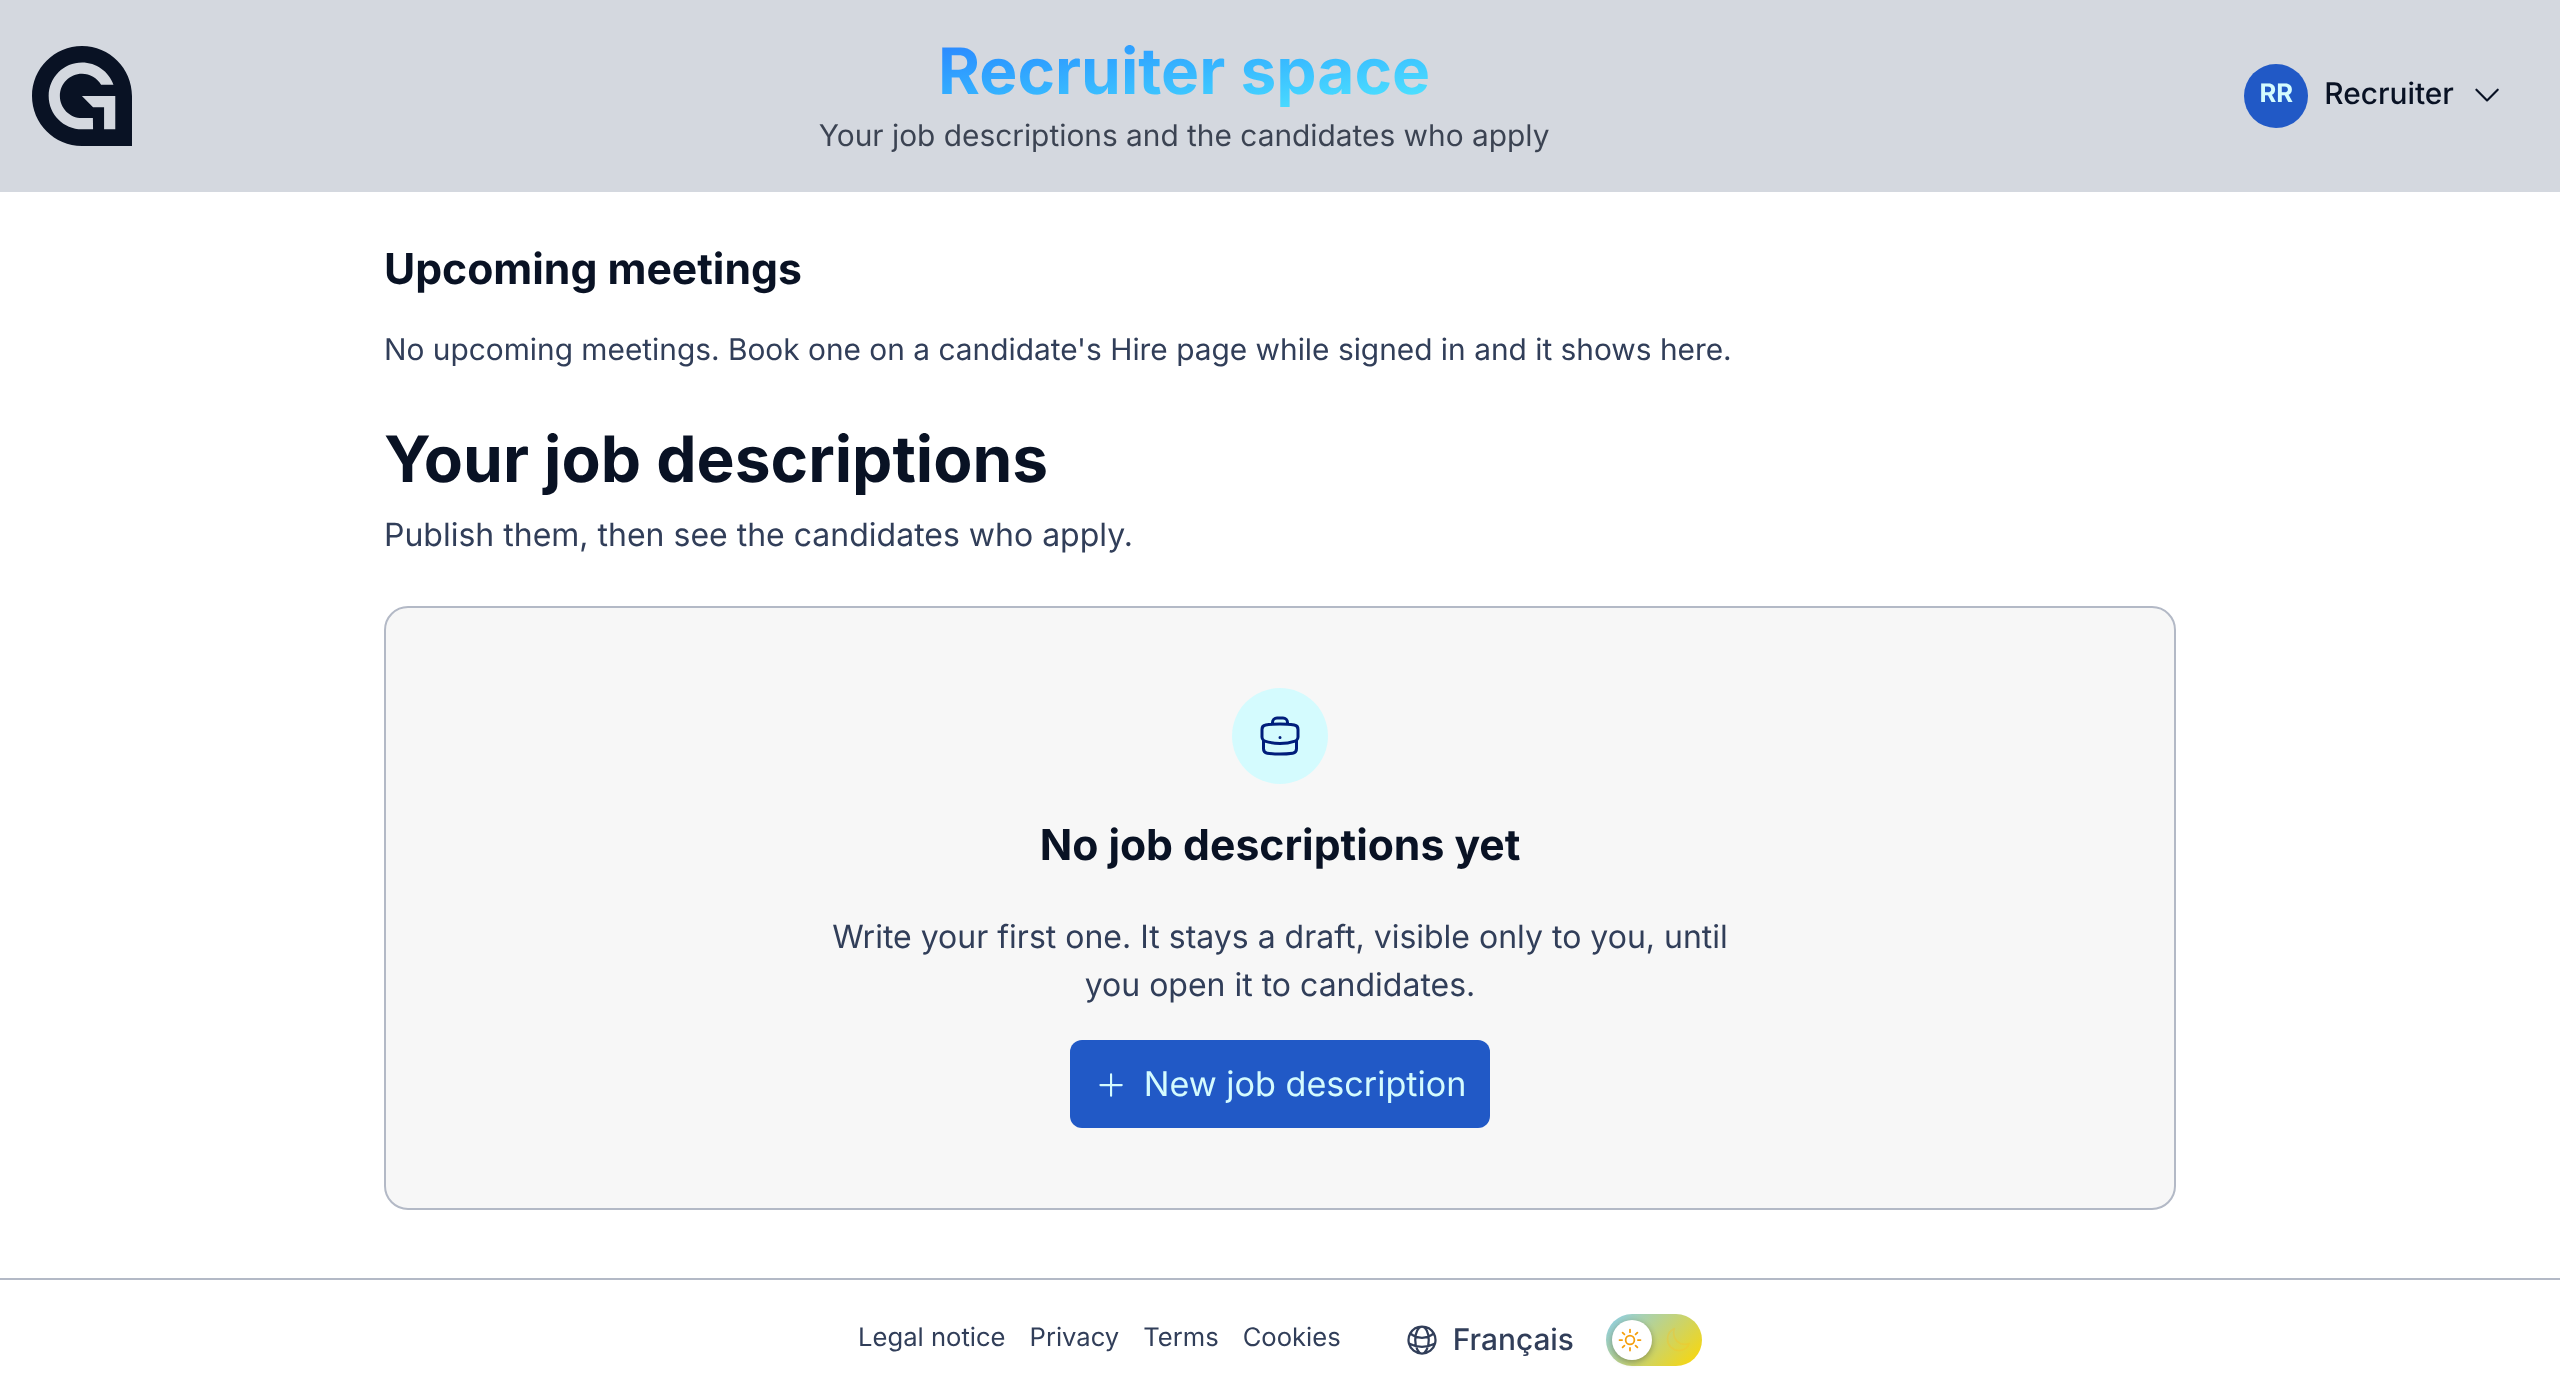 Recruiter space
Your job descriptions and the candidates who apply
RR Recruiter
Upcoming meetings
No upcoming meetings. Book one on a candidate's Hire page while signed in and it shows here.
Your job descriptions
Publish them, then see the candidates who apply.
No job descriptions yet
Write your first one. It stays a draft, visible only to you, until
you open it to candidates.
New job description
Legal notice Privacy Terms Cookies Français